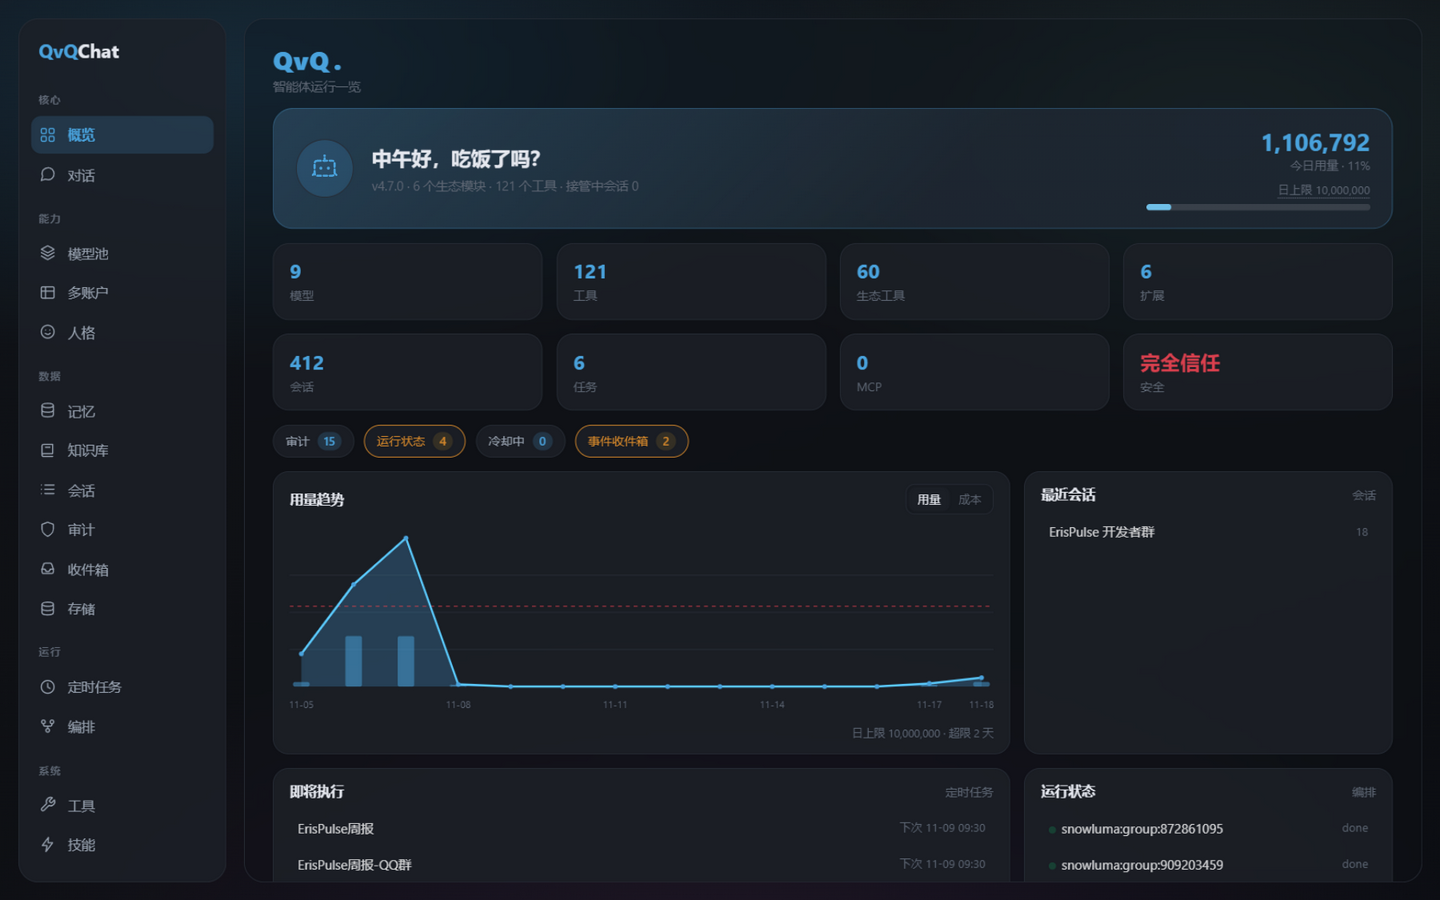 QvQChat
核心
概览
对话
能力
模型池
多账户
人格
数据
记忆
知识库
会话
审计
收件箱
存储
运行
定时任务
编排
系统
工具
技能
QvQ.
智能体运行一览
中午好，吃饭了吗？
v4.7.0 · 6 个生态模块 · 121 个工具 · 接管中会话 0
1,106,792
今日用量 · 11%
日上限 10,000,000
9
模型
121
工具
60
生态工具
6
扩展
412
会话
6
任务
0
MCP
完全信任
安全
审计 15
运行状态 4
冷却中 0
事件收件箱 2
用量趋势
用量 成本
11-05 11-08 11-11 11-14 11-17 11-18
日上限 10,000,000 · 超限 2 天
最近会话 会话
ErisPulse 开发者群 18
即将执行 定时任务
ErisPulse周报 下次 11-09 09:30
ErisPulse周报-QQ群 下次 11-09 09:30
运行状态 编排
snowluma:group:872861095 done
snowluma:group:909203459 done